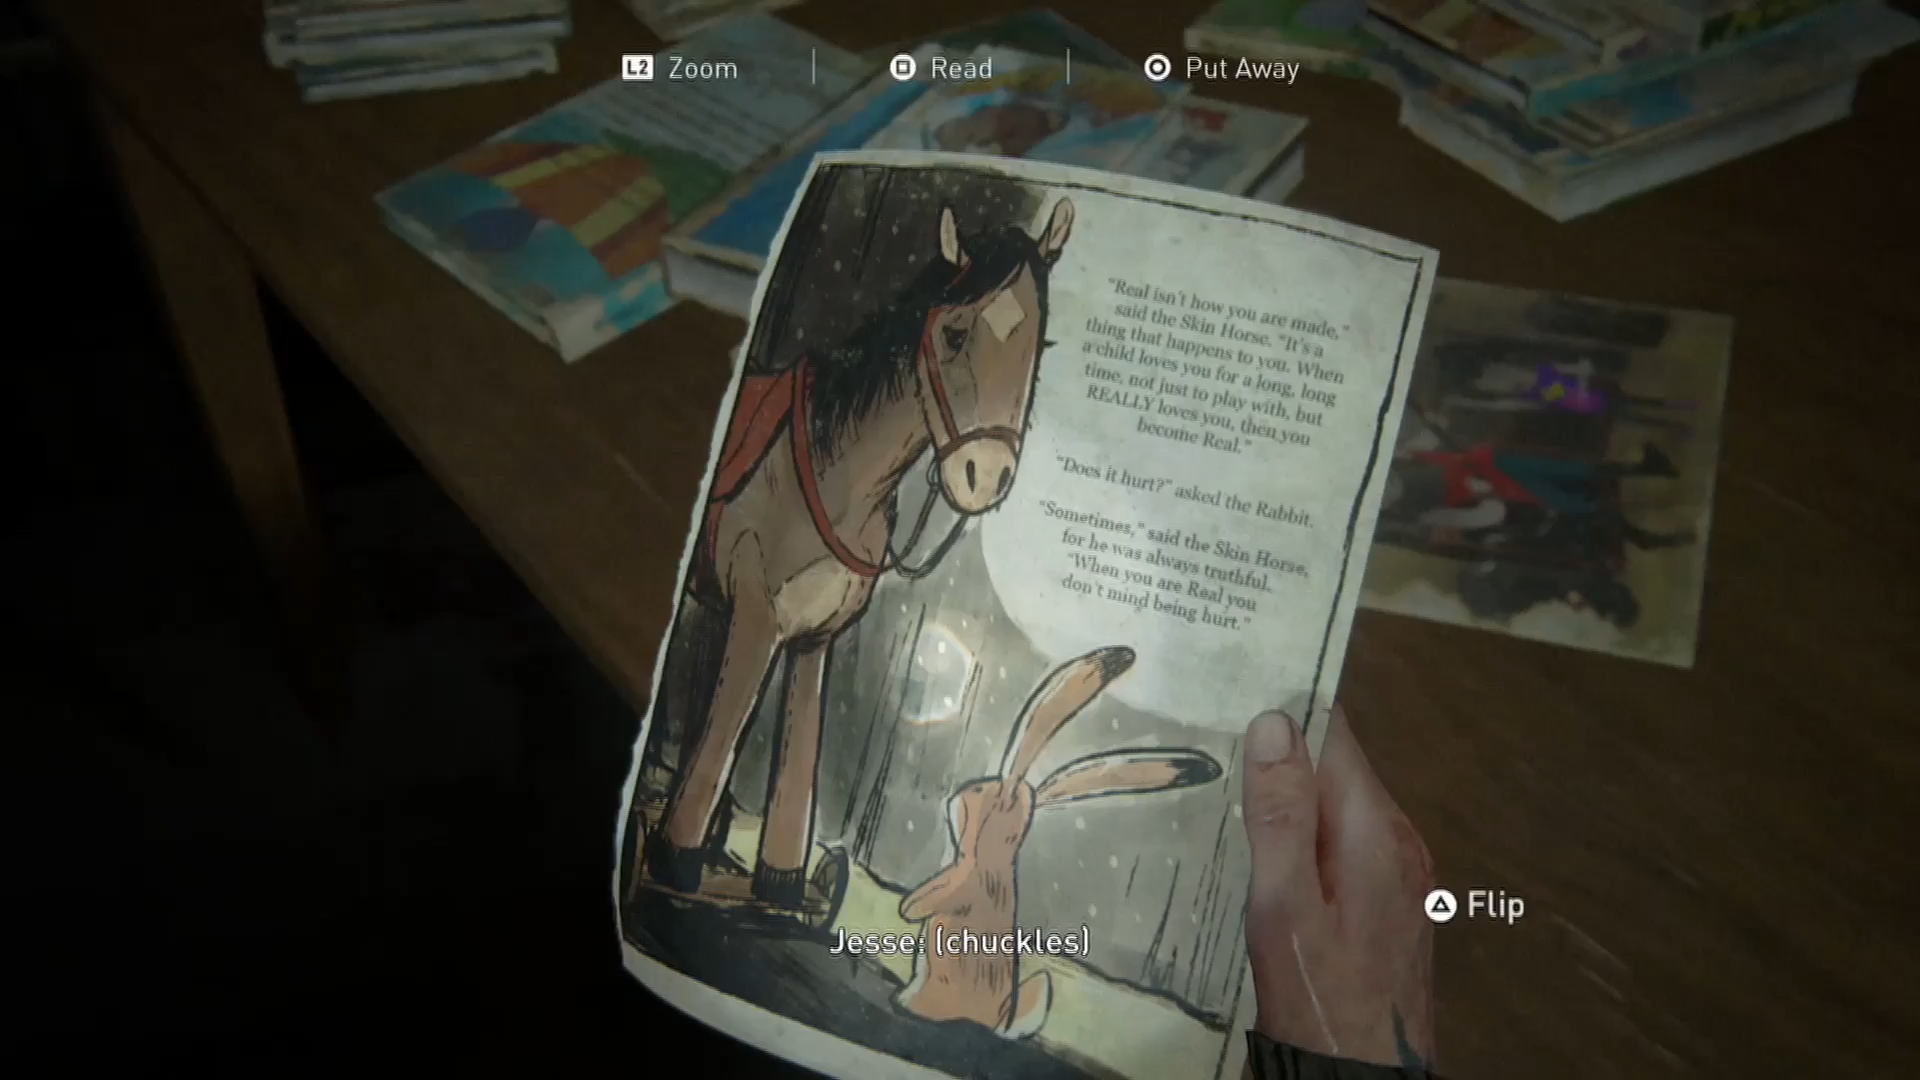 L2 Zoom
Read
Put Away
"Real isn't how you are made,"
said the Skin Horse. "It's a
thing that happens to you. When
a child loves you for a long, long
time, not just to play with, but
REALLY loves you, then you
become Real."
"Does it hurt?" asked the Rabbit.
"Sometimes," said the Skin Horse,
for he was always truthful.
"When you are Real you
don't mind being hurt."
Flip
Jesse: (chuckles)